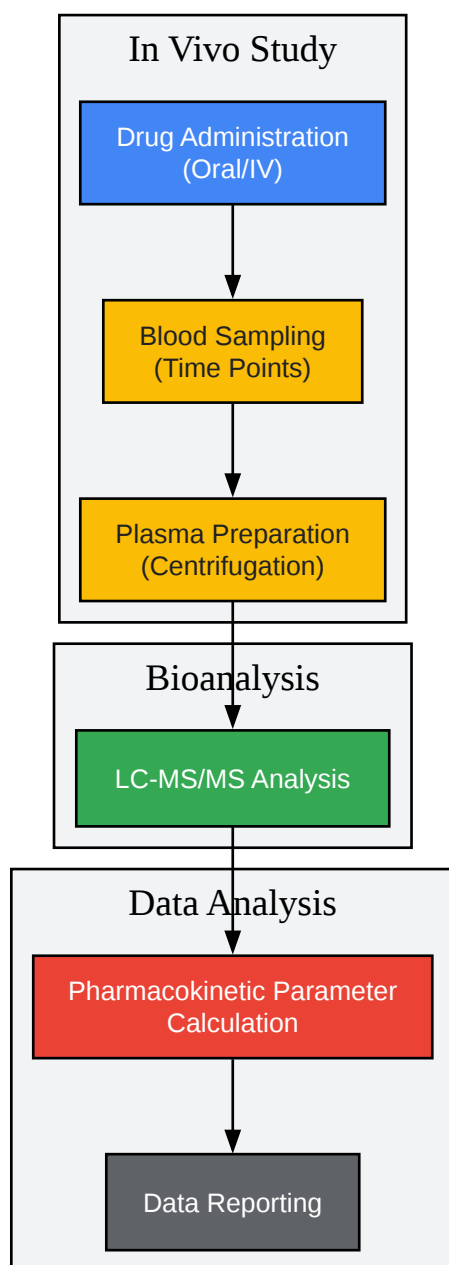 In Vivo Study
Drug Administration
(Oral/IV)
Blood Sampling
(Time Points)
Plasma Preparation
(Centrifugation)
Bioanalysis
LC-MS/MS Analysis
Data Analysis
Pharmacokinetic Parameter
Calculation
Data Reporting